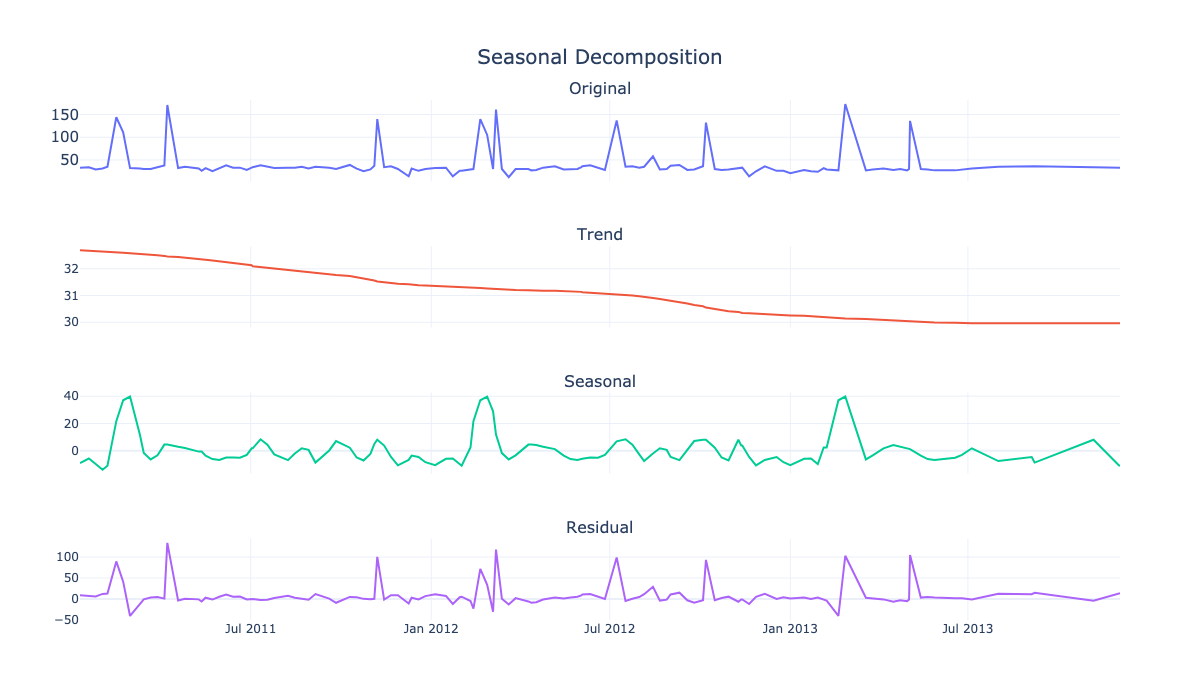 Seasonal Decomposition
Original
150
100
50
Trend
32
31
30
Seasonal
40
20
0
Residual
100
50
0
−50
Jul 2011 Jan 2012 Jul 2012 Jan 2013 Jul 2013